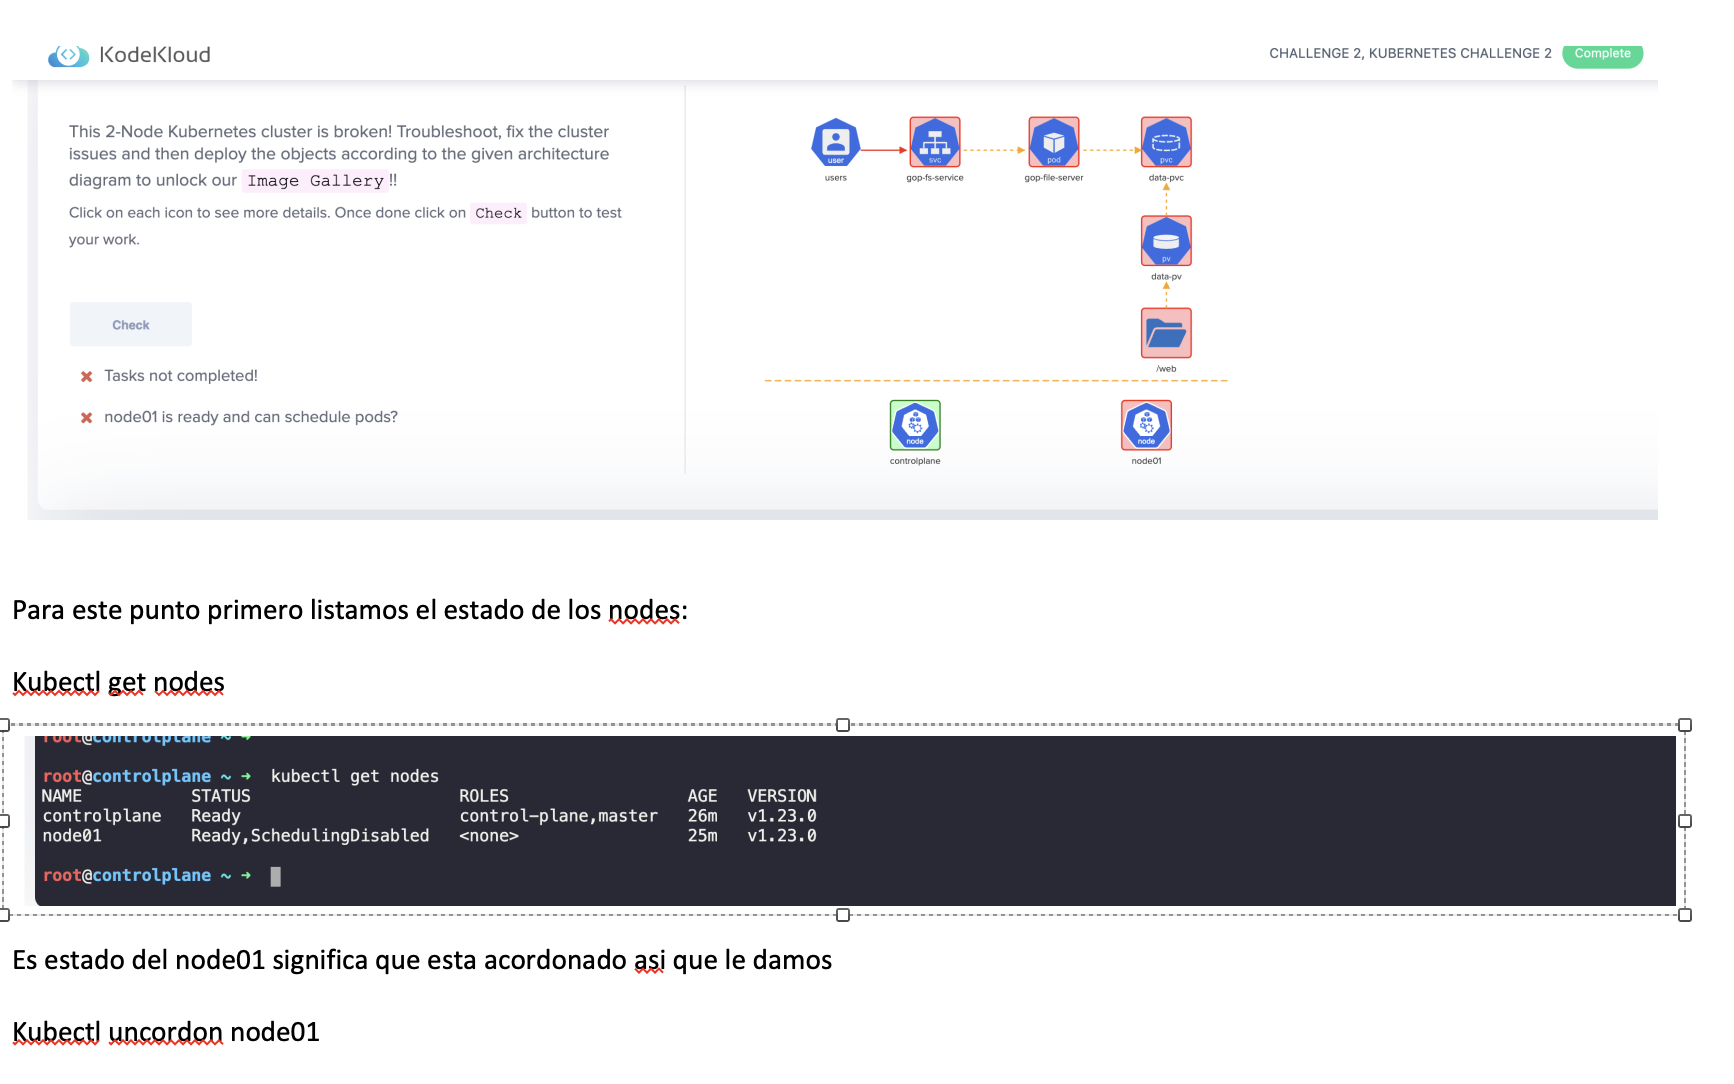 KodeKloud
CHALLENGE 2, KUBERNETES CHALLENGE 2 Complete
This 2-Node Kubernetes cluster is broken! Troubleshoot, fix the cluster
issues and then deploy the objects according to the given architecture
diagram to unlock our Image Gallery !!
Click on each icon to see more details. Once done click on Check button to test
your work.
Check
Tasks not completed!
node01 is ready and can schedule pods?
user svc pod pvc
users gop-fs-service gop-file-server data-pvc
pv
data-pv
/web
node node
controlplane node01
Para este punto primero listamos el estado de los nodes:
Kubectl get nodes
root@controlplane ~ ➜
root@controlplane ~ ➜ kubectl get nodes
NAME STATUS ROLES AGE VERSION
controlplane Ready control-plane,master 26m v1.23.0
node01 Ready,SchedulingDisabled <none> 25m v1.23.0
root@controlplane ~ ➜
Es estado del node01 significa que esta acordonado asi que le damos
Kubectl uncordon node01